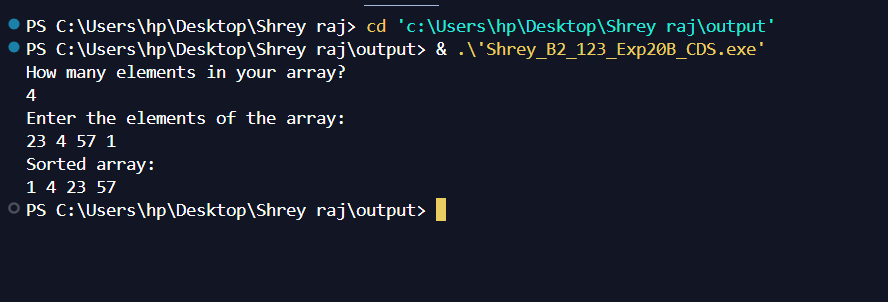 PS C:\Users\hp\Desktop\Shrey raj> cd 'c:\Users\hp\Desktop\Shrey raj\output'
PS C:\Users\hp\Desktop\Shrey raj\output> & .\'Shrey_B2_123_Exp20B_CDS.exe'
How many elements in your array?
4
Enter the elements of the array:
23 4 57 1
Sorted array:
1 4 23 57
PS C:\Users\hp\Desktop\Shrey raj\output>